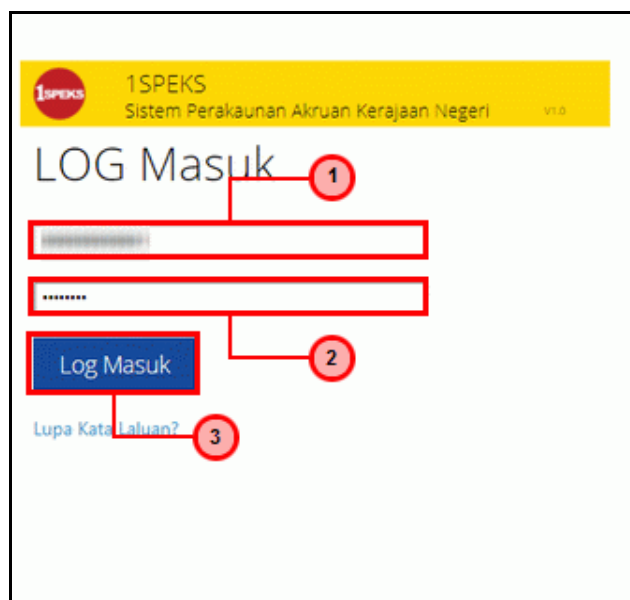 1SPEKS
1SPEKS
Sistem Perakaunan Akruan Kerajaan Negeri V1.0
LOG Masuk
1
••••••••
2
Log Masuk
Lupa Kata Laluan?
3